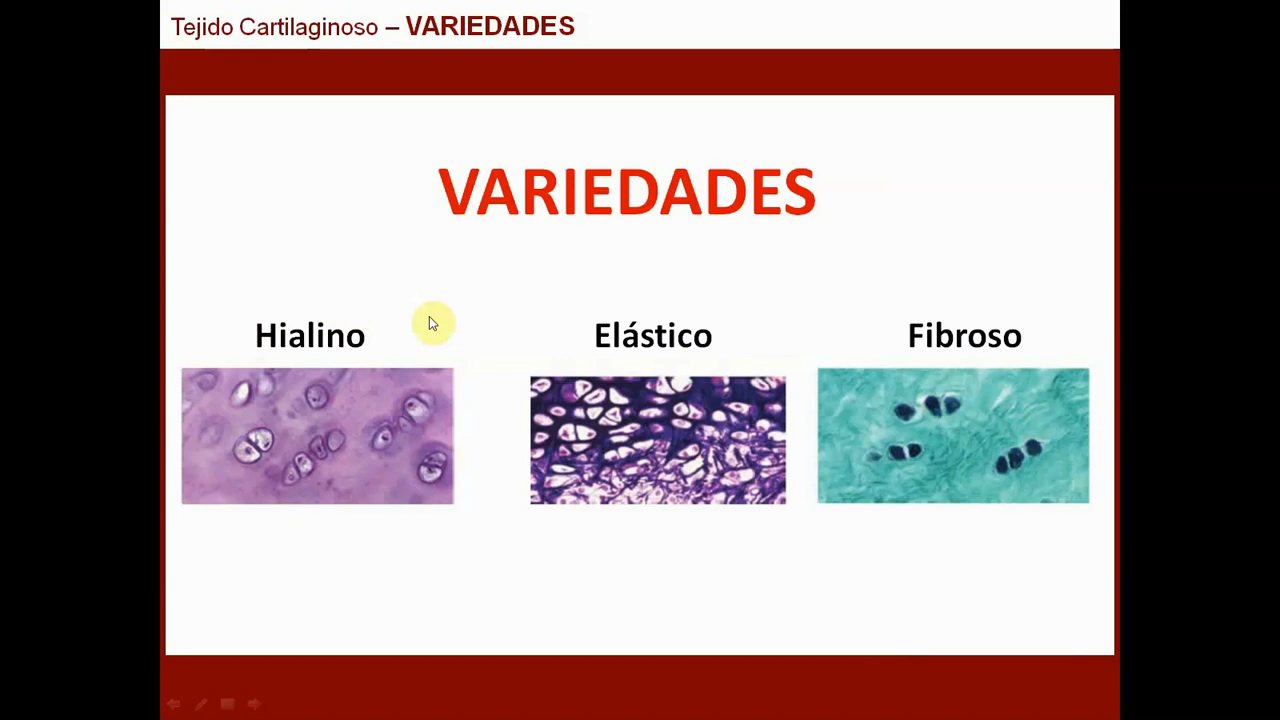 Tejido Cartilaginoso – VARIEDADES
VARIEDADES
Hialino
Elástico
Fibroso